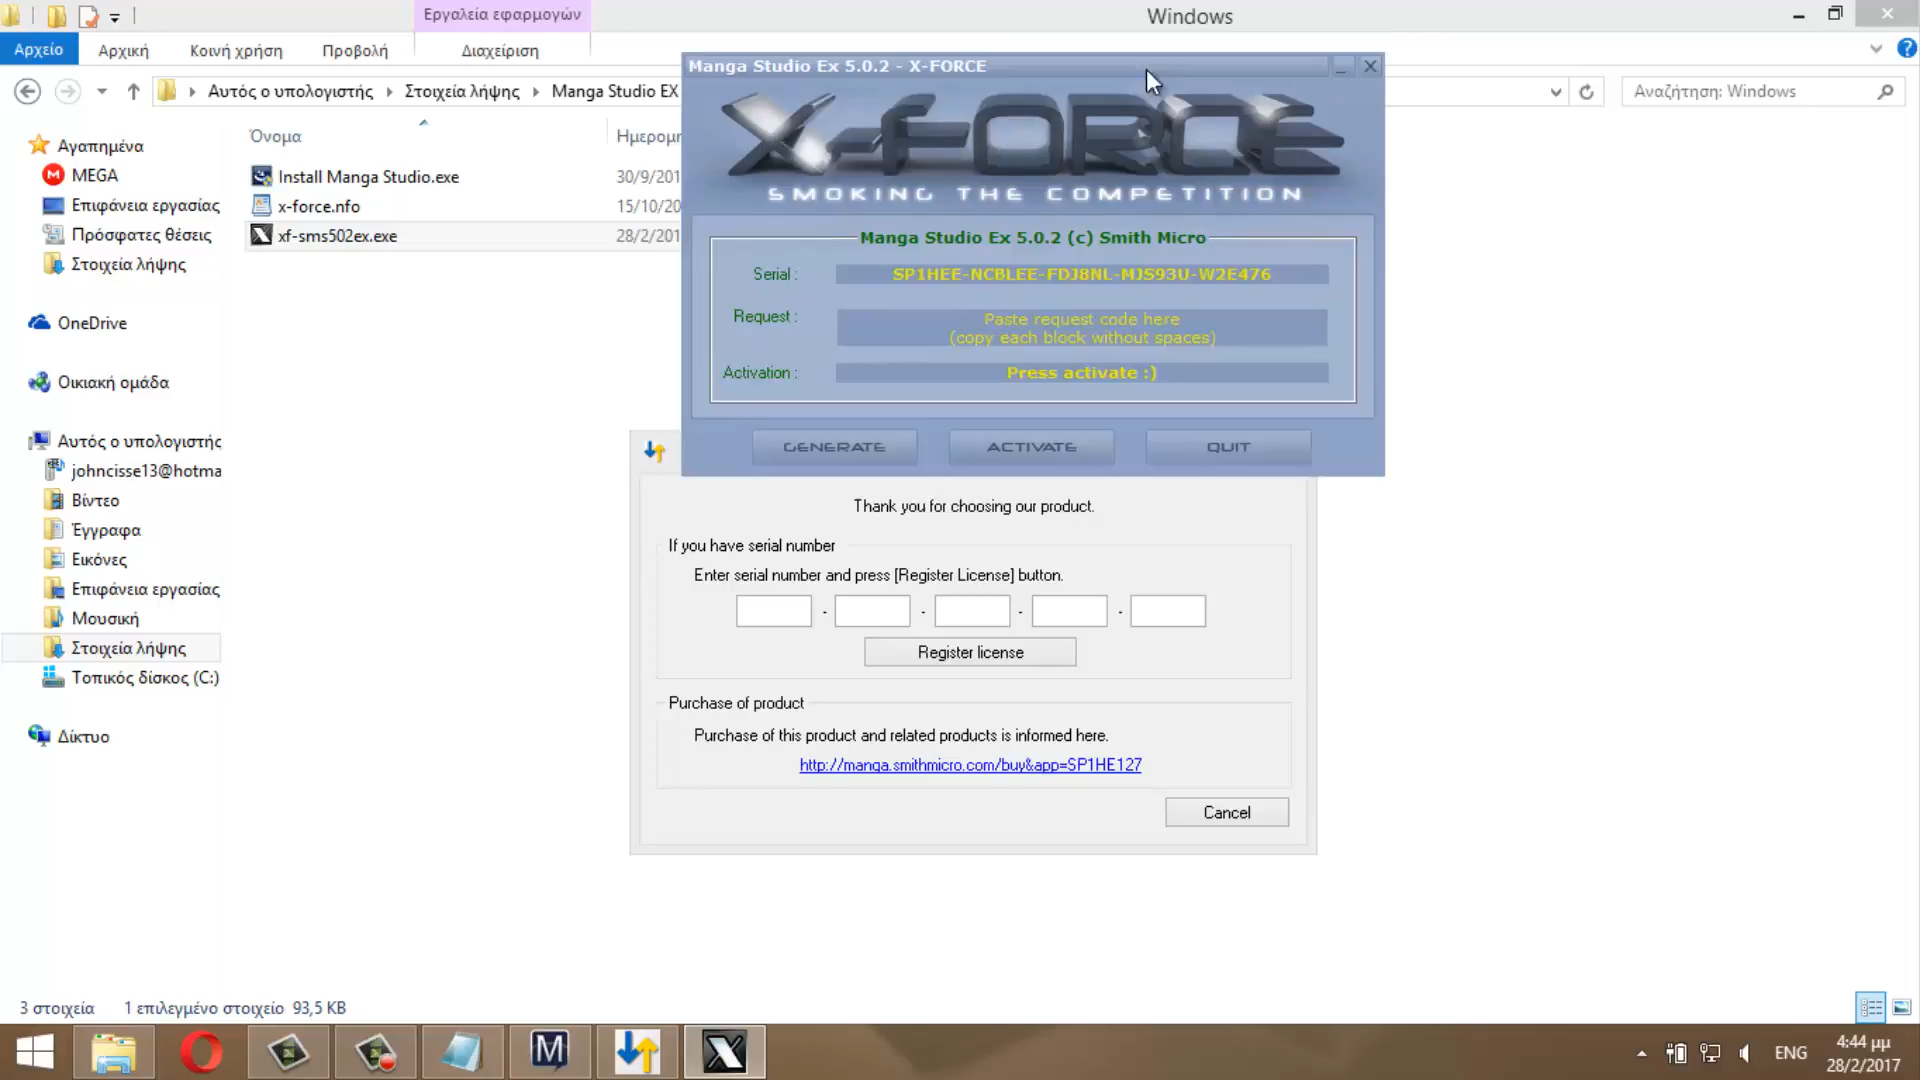 Εργαλεία εφαρμογών
Windows
Αρχείο
Αρχική
Κοινή χρήση
Προβολή
Διαχείριση
Αυτός ο υπολογιστής
Στοιχεία λήψης
Manga Studio EX
Αναζήτηση: Windows
Όνομα
Ημερομ
Install Manga Studio.exe
30/9/201
x-force.nfo
15/10/20
xf-sms502ex.exe
28/2/201
Αγαπημένα
MEGA
Επιφάνεια εργασίας
Πρόσφατες θέσεις
Στοιχεία λήψης
OneDrive
Οικιακή ομάδα
Αυτός ο υπολογιστής
johncisse13@hotma
Βίντεο
Έγγραφα
Εικόνες
Επιφάνεια εργασίας
Μουσική
Στοιχεία λήψης
Τοπικός δίσκος (C:)
Δίκτυο
Manga Studio Ex 5.0.2 - X-FORCE
X-FORCE
SMOKING THE COMPETITION
Manga Studio Ex 5.0.2 (c) Smith Micro
Serial :
SP1HEE-NCBLEE-FDJ8NL-MJS93U-W2E476
Request :
Paste request code here
(copy each block without spaces)
Activation :
Press activate :)
GENERATE
ACTIVATE
QUIT
Thank you for choosing our product.
If you have serial number
Enter serial number and press [Register License] button.
- - - -
Register license
Purchase of product
Purchase of this product and related products is informed here.
http://manga.smithmicro.com/buy&app=SP1HE127
Cancel
3 στοιχεία
1 επιλεγμένο στοιχείο 93,5 KB
ENG
4:44 μμ
28/2/2017